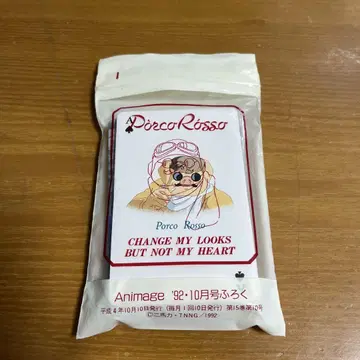 A
Porco Rosso
Porco Rosso
CHANGE MY LOOKS
BUT NOT MY HEART
Animage '92・10月号ふろく
平成4年10月10日発行(毎月1回10日発行)第15巻第10号
©二馬力・TNNG/1992